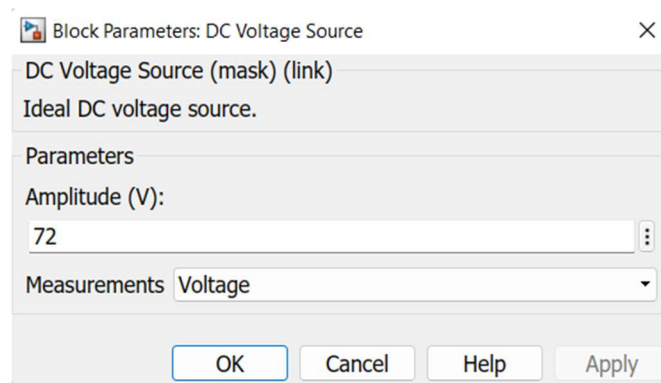 Block Parameters: DC Voltage Source
DC Voltage Source (mask) (link)
Ideal DC voltage source.
Parameters
Amplitude (V):
72
Measurements Voltage
OK Cancel Help Apply